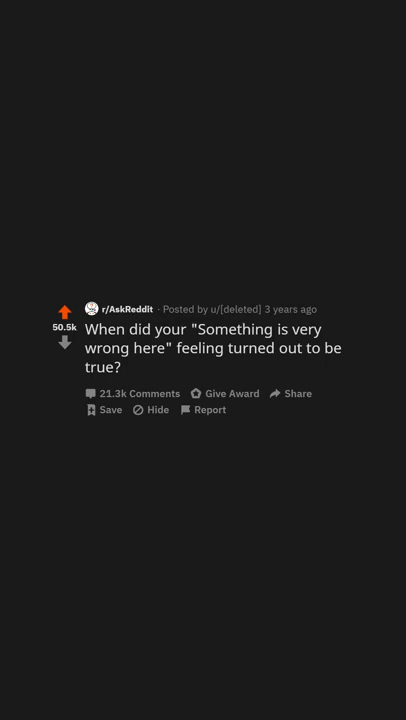 r/AskReddit · Posted by u/[deleted] 3 years ago
50.5k
When did your "Something is very
wrong here" feeling turned out to be
true?
21.3k Comments Give Award Share
Save Hide Report